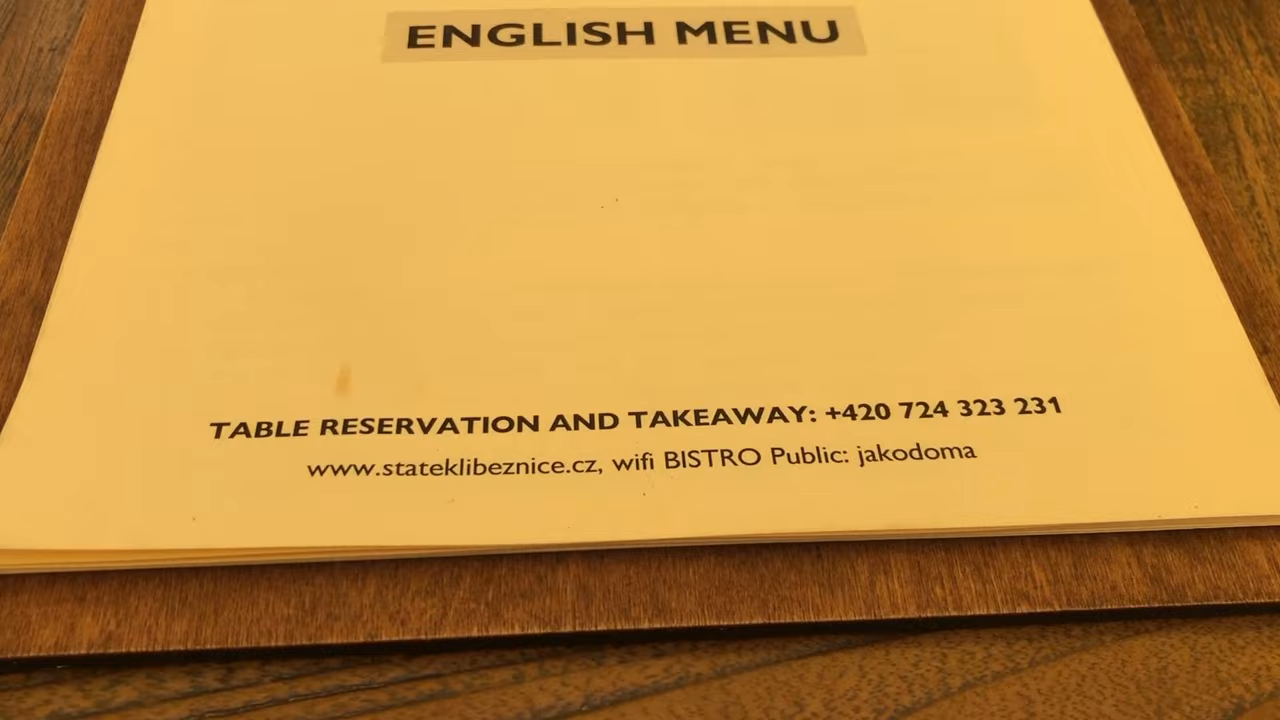 ENGLISH MENU
TABLE RESERVATION AND TAKEAWAY: +420 724 323 231
www.stateklibeznice.cz, wifi BISTRO Public: jakodoma